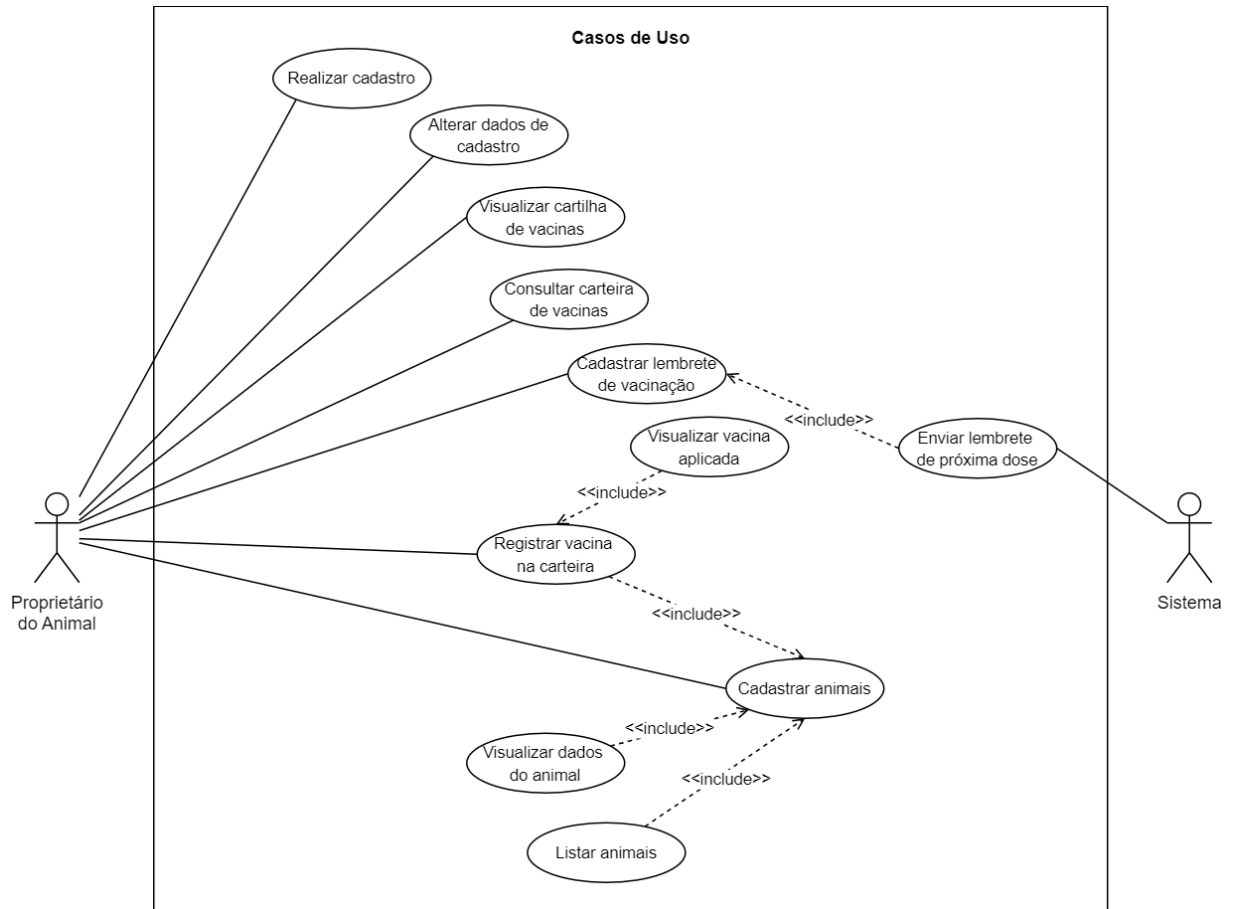 Casos de Uso
Realizar cadastro
Alterar dados de
cadastro
Visualizar cartilha
de vacinas
Consultar carteira
de vacinas
Cadastrar lembrete
de vacinação
<<include>>
Visualizar vacina
aplicada
Enviar lembrete
de próxima dose
<<include>>
Registrar vacina
na carteira
Proprietário
do Animal
Sistema
<<include>>
Cadastrar animais
<<include>>
Visualizar dados
do animal
<<include>>
Listar animais